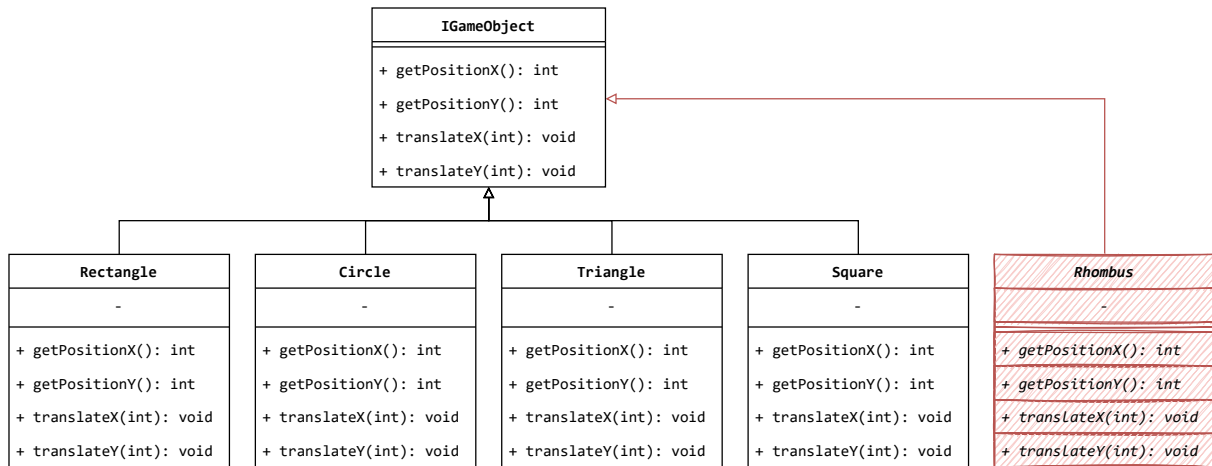 IGameObject
+ getPositionX(): int
+ getPositionY(): int
+ translateX(int): void
+ translateY(int): void
Rectangle
-
+ getPositionX(): int
+ getPositionY(): int
+ translateX(int): void
+ translateY(int): void
Circle
-
+ getPositionX(): int
+ getPositionY(): int
+ translateX(int): void
+ translateY(int): void
Triangle
-
+ getPositionX(): int
+ getPositionY(): int
+ translateX(int): void
+ translateY(int): void
Square
-
+ getPositionX(): int
+ getPositionY(): int
+ translateX(int): void
+ translateY(int): void
Rhombus
-
+ getPositionX(): int
+ getPositionY(): int
+ translateX(int): void
+ translateY(int): void